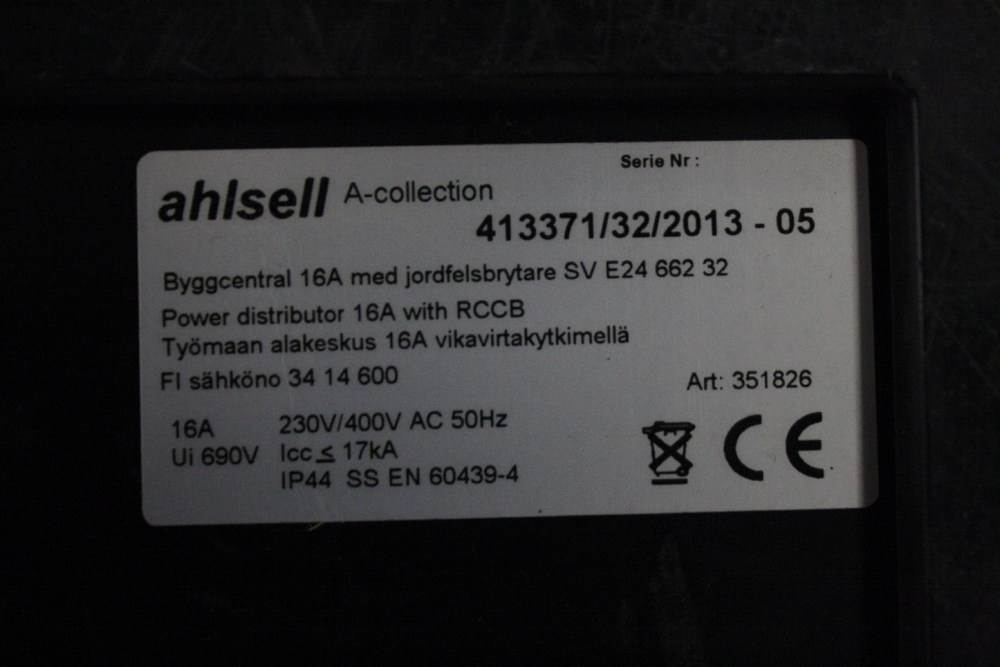 Serie Nr :
ahlsell A-collection
413371/32/2013 - 05
Byggcentral 16A med jordfelsbrytare SV E24 662 32
Power distributor 16A with RCCB
Työmaan alakeskus 16A vikavirtakytkimellä
FI sähköno 34 14 600
Art: 351826
16A 230V/400V AC 50Hz
Ui 690V Icc ≤ 17kA
IP44 SS EN 60439-4
CE